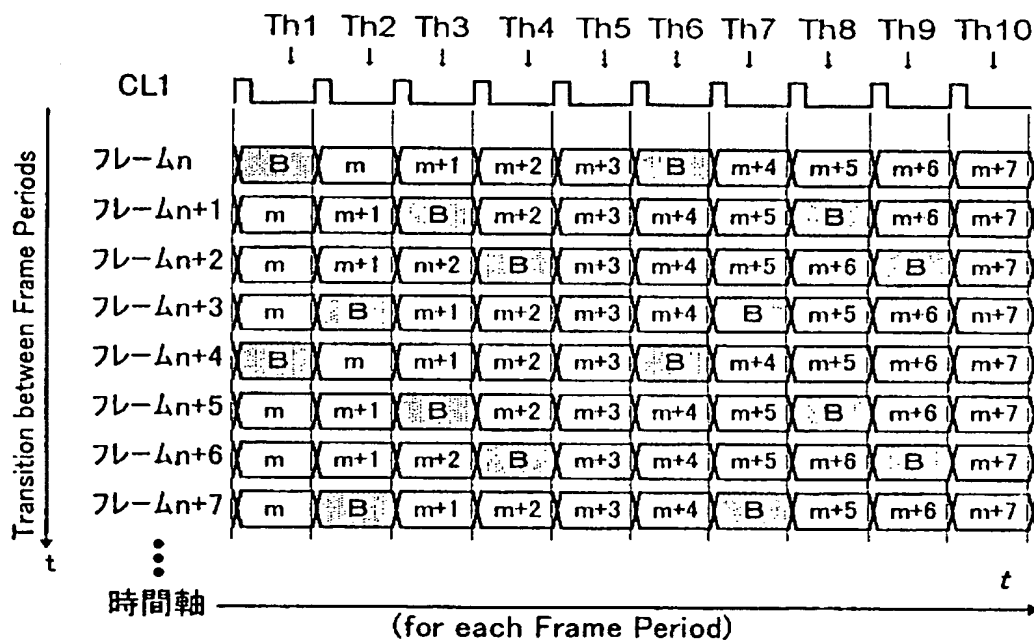 Th1 Th2 Th3 Th4 Th5 Th6 Th7 Th8 Th9 Th10
CL1
Transition between Frame Periods
t
フレームn B m m+1 m+2 m+3 B m+4 m+5 m+6 m+7
フレームn+1 m m+1 B m+2 m+3 m+4 m+5 B m+6 m+7
フレームn+2 m m+1 m+2 B m+3 m+4 m+5 m+6 B m+7
フレームn+3 m B m+1 m+2 m+3 m+4 B m+5 m+6 m+7
フレームn+4 B m m+1 m+2 m+3 B m+4 m+5 m+6 m+7
フレームn+5 m m+1 B m+2 m+3 m+4 m+5 B m+6 m+7
フレームn+6 m m+1 m+2 B m+3 m+4 m+5 m+6 B m+7
フレームn+7 m B m+1 m+2 m+3 m+4 B m+5 m+6 m+7
t
時間軸
(for each Frame Period)